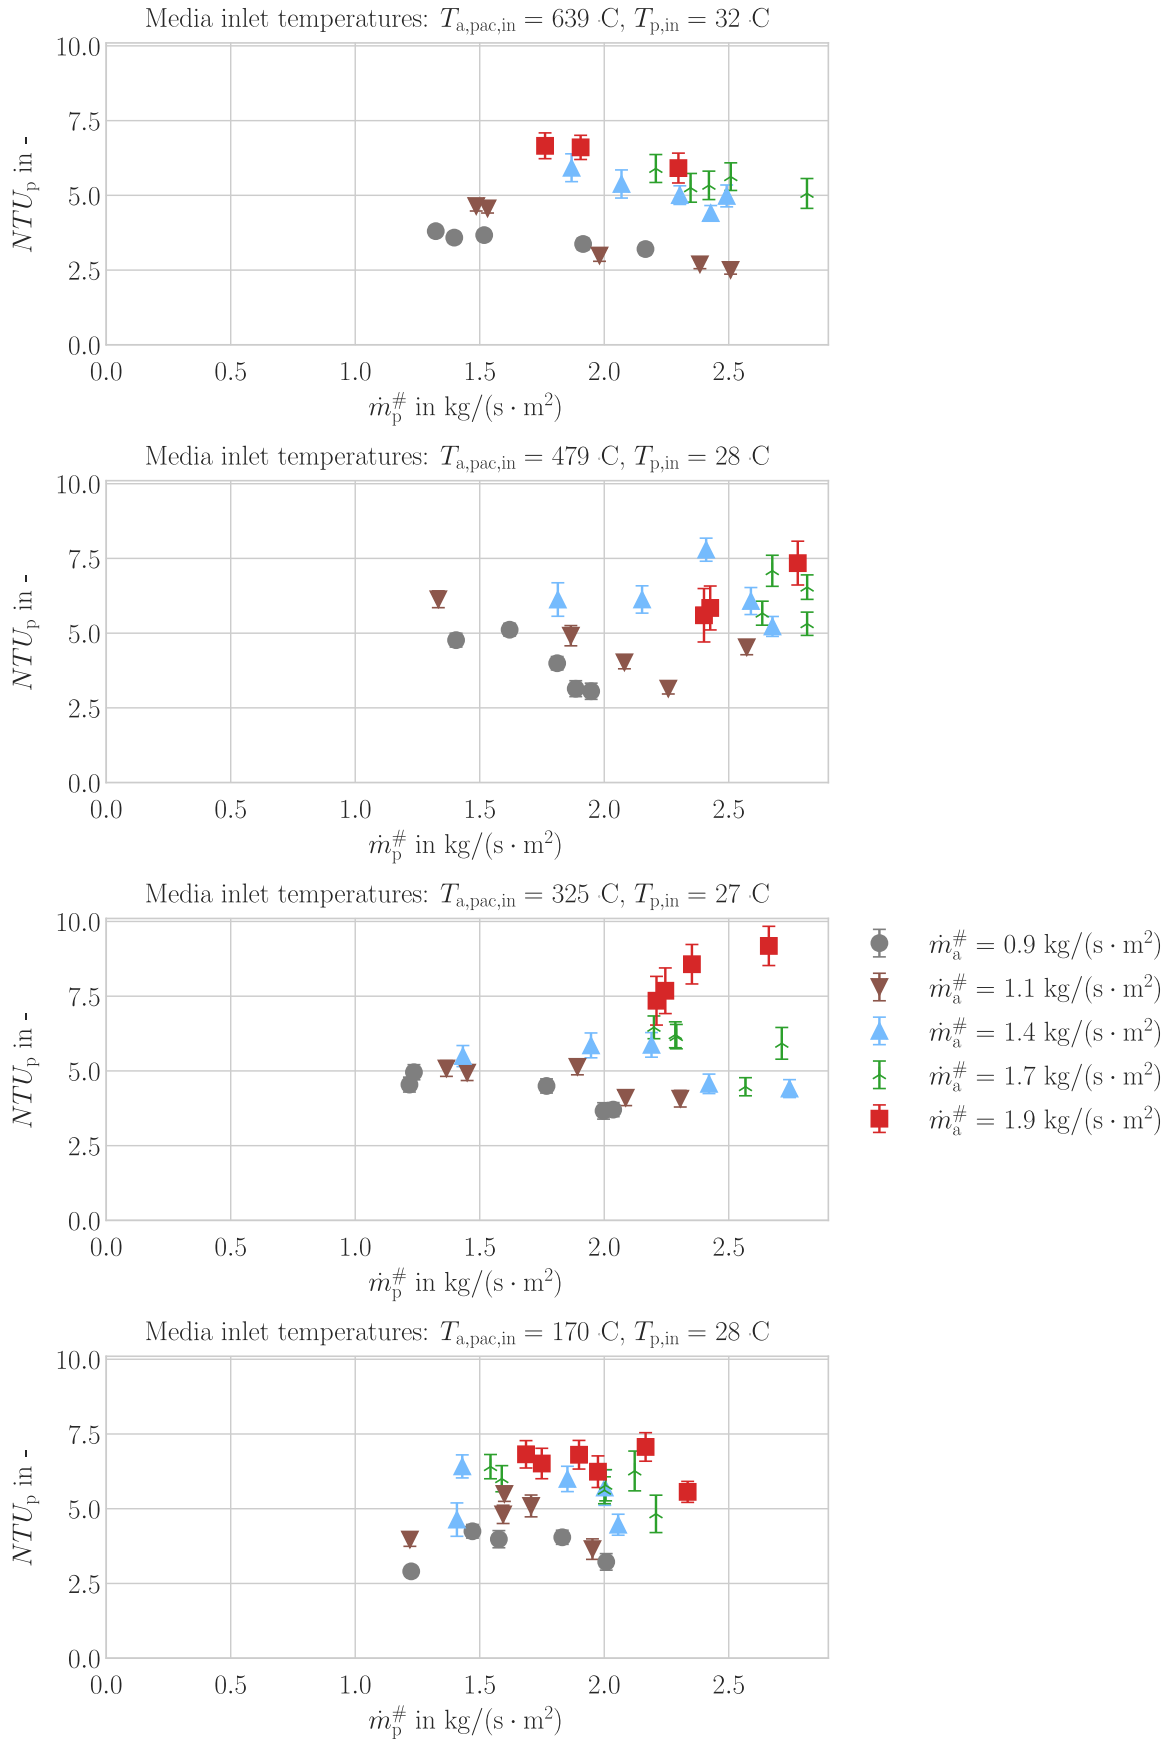 Media inlet temperatures: T_a,pac,in = 639 °C, T_p,in = 32 °C
10.0
7.5
5.0
2.5
0.0
NTU_p in -
0.0 0.5 1.0 1.5 2.0 2.5
ṁ_p^# in kg/(s · m²)
Media inlet temperatures: T_a,pac,in = 479 °C, T_p,in = 28 °C
10.0
7.5
5.0
2.5
0.0
NTU_p in -
0.0 0.5 1.0 1.5 2.0 2.5
ṁ_p^# in kg/(s · m²)
Media inlet temperatures: T_a,pac,in = 325 °C, T_p,in = 27 °C
10.0
7.5
5.0
2.5
0.0
NTU_p in -
0.0 0.5 1.0 1.5 2.0 2.5
ṁ_p^# in kg/(s · m²)
ṁ_a^# = 0.9 kg/(s · m²)
ṁ_a^# = 1.1 kg/(s · m²)
ṁ_a^# = 1.4 kg/(s · m²)
ṁ_a^# = 1.7 kg/(s · m²)
ṁ_a^# = 1.9 kg/(s · m²)
Media inlet temperatures: T_a,pac,in = 170 °C, T_p,in = 28 °C
10.0
7.5
5.0
2.5
0.0
NTU_p in -
0.0 0.5 1.0 1.5 2.0 2.5
ṁ_p^# in kg/(s · m²)